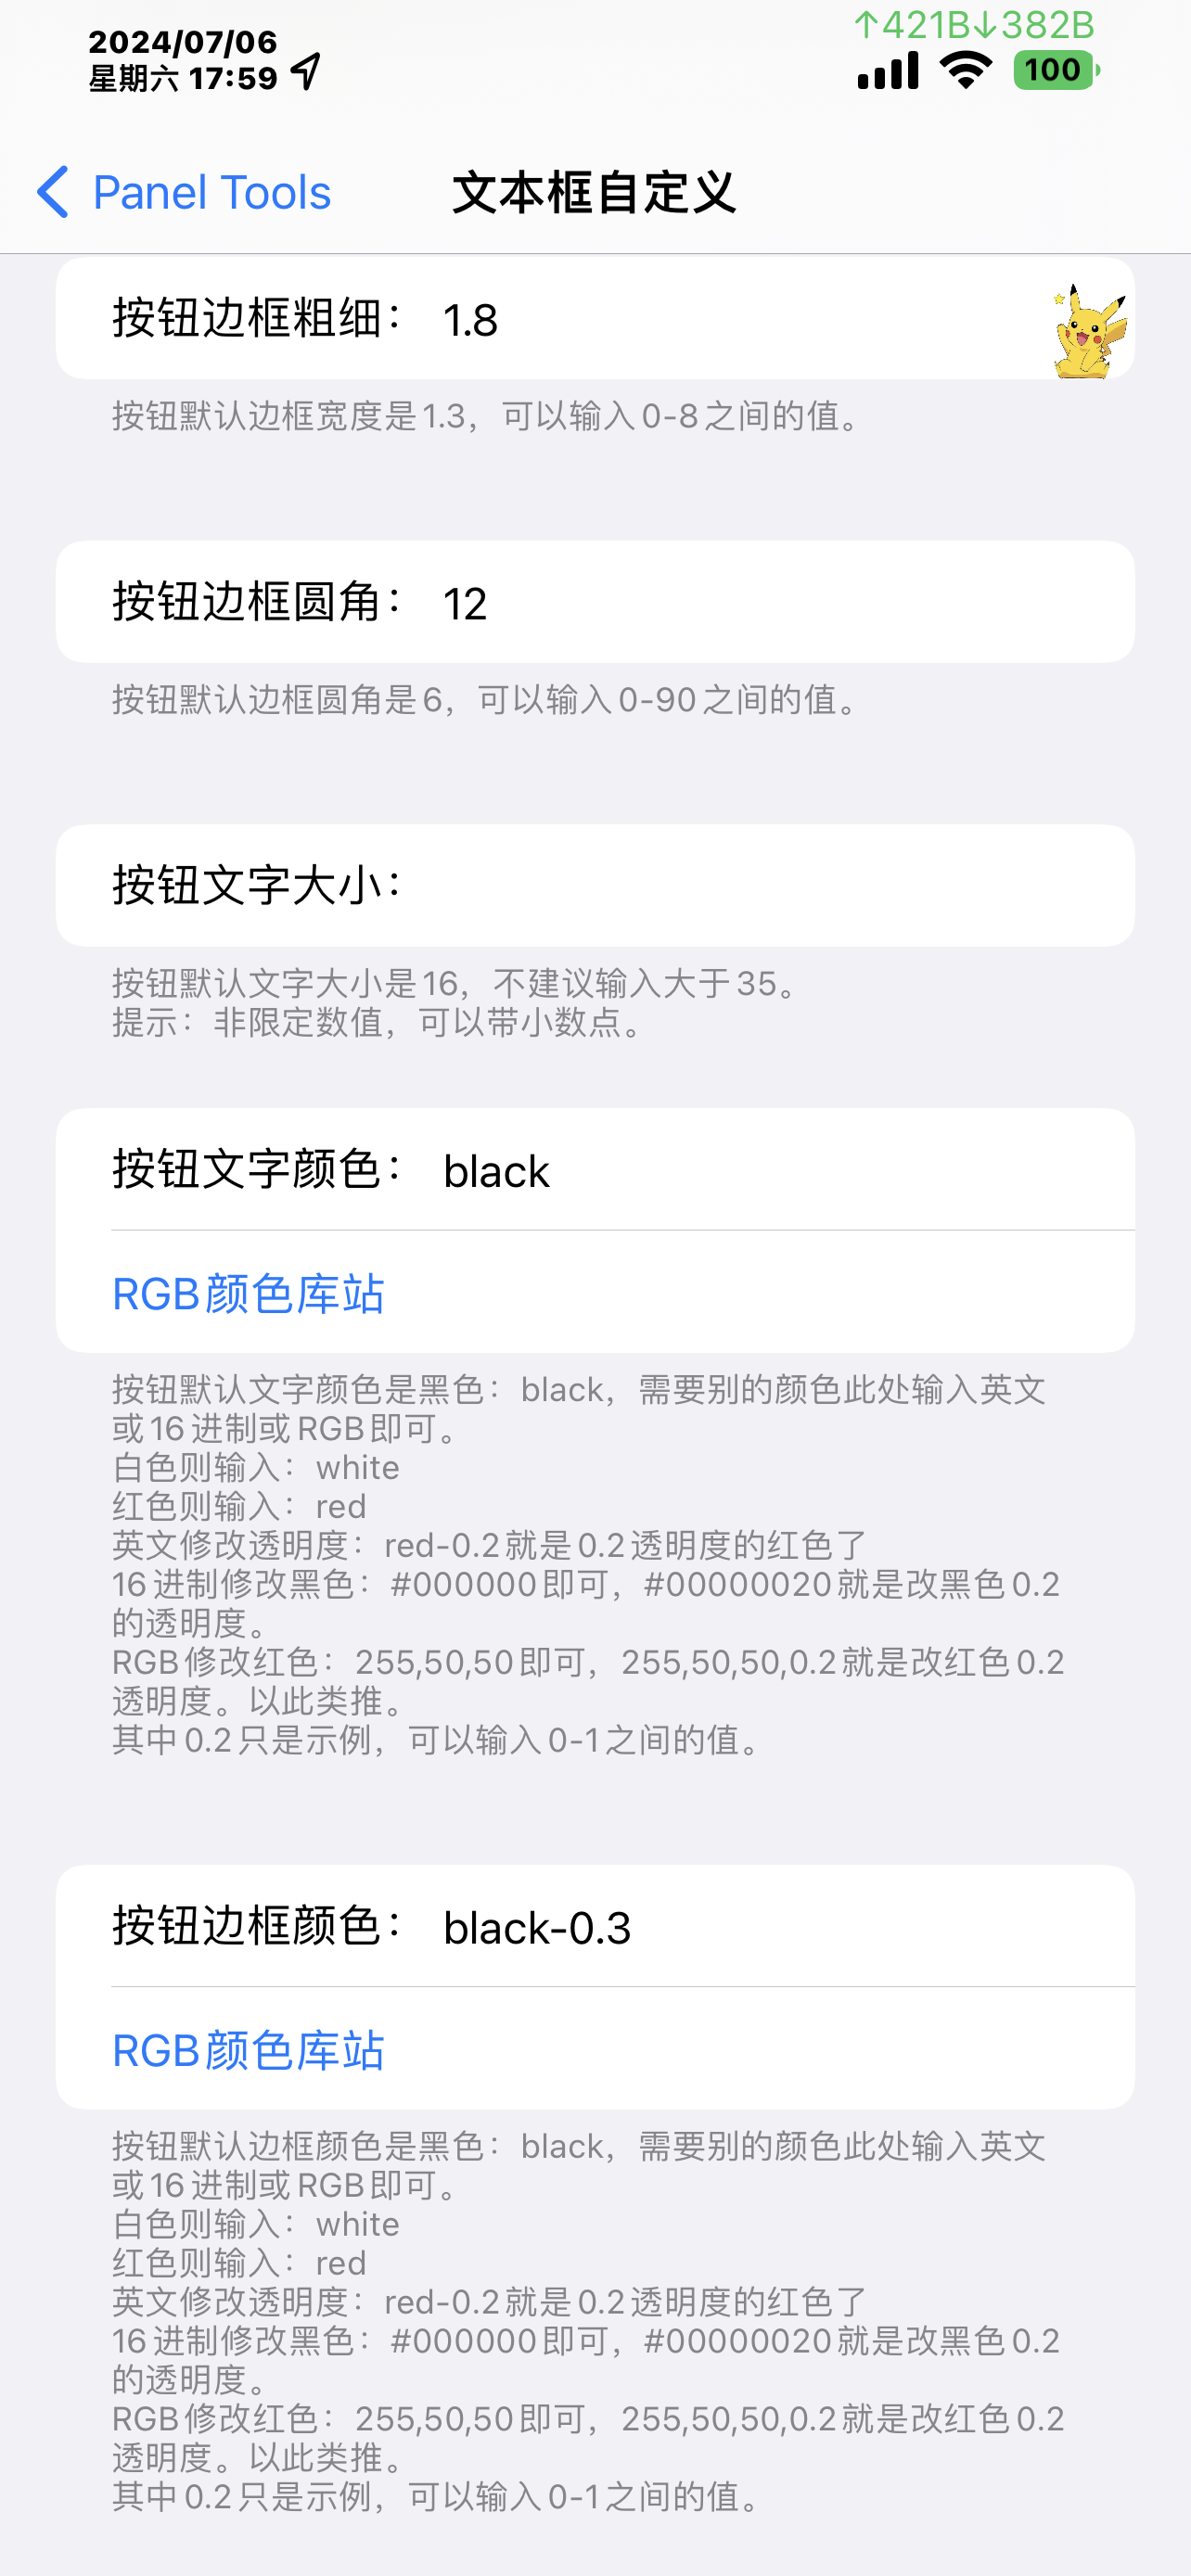 ↑421B↓382B
2024/07/06
星期六 17:59
100
Panel Tools
文本框自定义
按钮边框粗细： 1.8
按钮默认边框宽度是1.3，可以输入0-8之间的值。
按钮边框圆角： 12
按钮默认边框圆角是6，可以输入0-90之间的值。
按钮文字大小：
按钮默认文字大小是16，不建议输入大于35。
提示：非限定数值，可以带小数点。
按钮文字颜色： black
RGB颜色库站
按钮默认文字颜色是黑色：black，需要别的颜色此处输入英文
或16进制或RGB即可。
白色则输入：white
红色则输入：red
英文修改透明度：red-0.2就是0.2透明度的红色了
16进制修改黑色：#000000即可，#00000020就是改黑色0.2
的透明度。
RGB修改红色：255,50,50即可，255,50,50,0.2就是改红色0.2
透明度。以此类推。
其中0.2只是示例，可以输入0-1之间的值。
按钮边框颜色： black-0.3
RGB颜色库站
按钮默认边框颜色是黑色：black，需要别的颜色此处输入英文
或16进制或RGB即可。
白色则输入：white
红色则输入：red
英文修改透明度：red-0.2就是0.2透明度的红色了
16进制修改黑色：#000000即可，#00000020就是改黑色0.2
的透明度。
RGB修改红色：255,50,50即可，255,50,50,0.2就是改红色0.2
透明度。以此类推。
其中0.2只是示例，可以输入0-1之间的值。